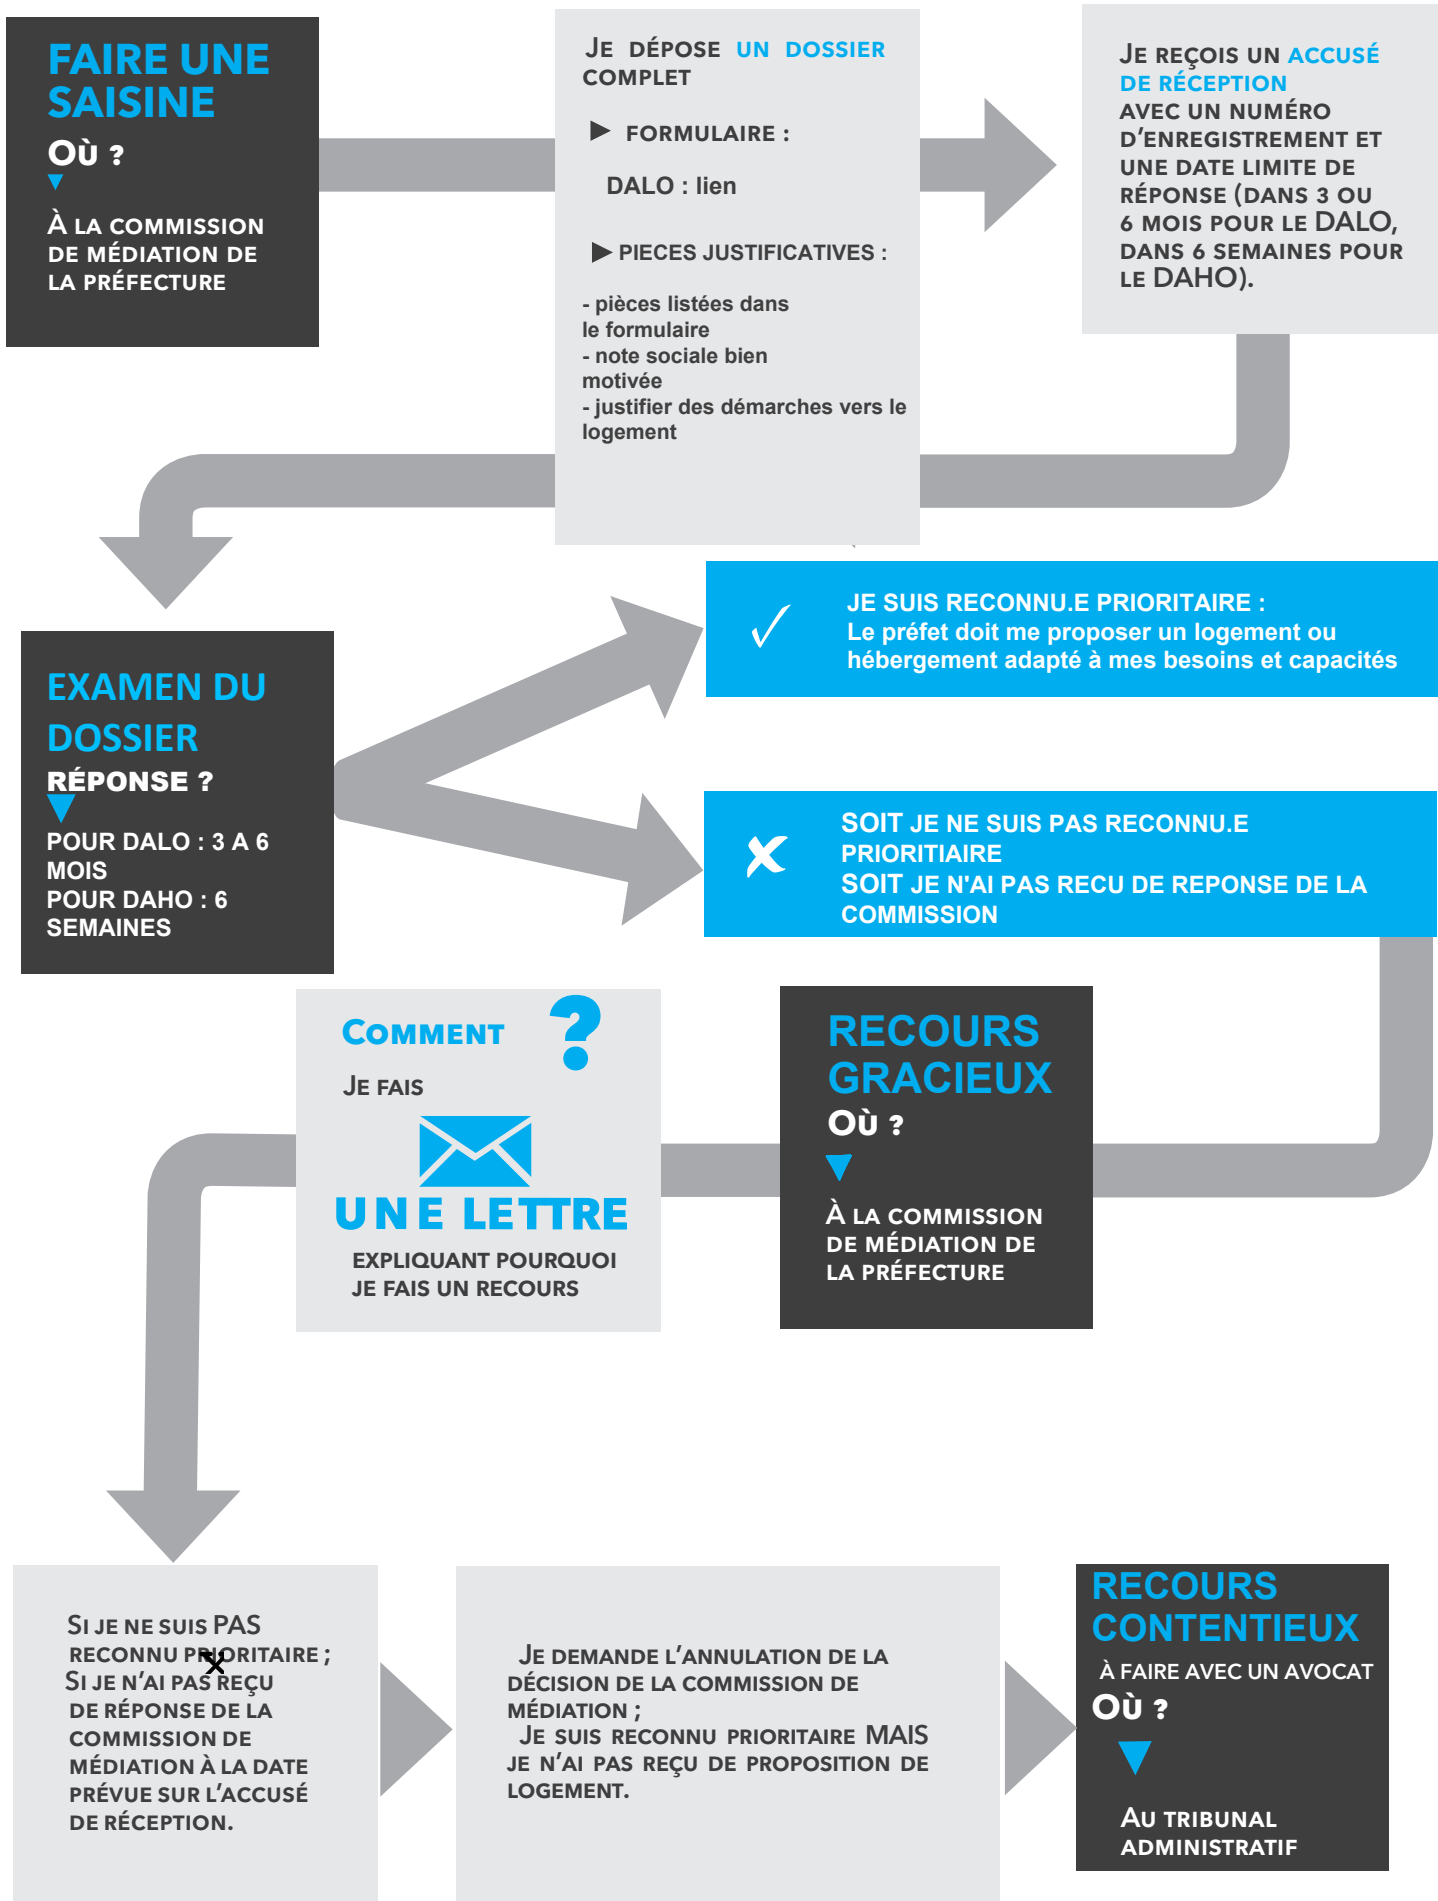 FAIRE UNE
SAISINE
Où ?
À la commission
de médiation de
la préfecture
Je dépose un dossier
complet
► formulaire :
DALO : lien
►PIECES JUSTIFICATIVES :
- pièces listées dans
le formulaire
- note sociale bien
motivée
- justifier des démarches vers le
logement
Je reçois un accusé
de réception
avec un numéro
d'enregistrement et
une date limite de
réponse (dans 3 ou
6 mois pour le DALO,
dans 6 semaines pour
le DAHO).
EXAMEN DU
DOSSIER
RÉPONSE ?
POUR DALO : 3 A 6
MOIS
POUR DAHO : 6
SEMAINES
JE SUIS RECONNU.E PRIORITAIRE :
Le préfet doit me proposer un logement ou
hébergement adapté à mes besoins et capacités
SOIT JE NE SUIS PAS RECONNU.E
PRIORITIAIRE
SOIT JE N'AI PAS RECU DE REPONSE DE LA
COMMISSION
RECOURS
GRACIEUX
Où ?
À la commission
de médiation de
la préfecture
Comment ?
Je fais
UNE LETTRE
expliquant pourquoi
je fais un recours
Si je ne suis PAS
reconnu prioritaire ;
Si je n'ai pas reçu
de réponse de la
commission de
médiation à la date
prévue sur l'accusé
de réception.
Je demande l'annulation de la
décision de la commission de
médiation ;
Je suis reconnu prioritaire MAIS
je n'ai pas reçu de proposition de
logement.
RECOURS
CONTENTIEUX
À FAIRE AVEC UN AVOCAT
Où ?
Au tribunal
administratif